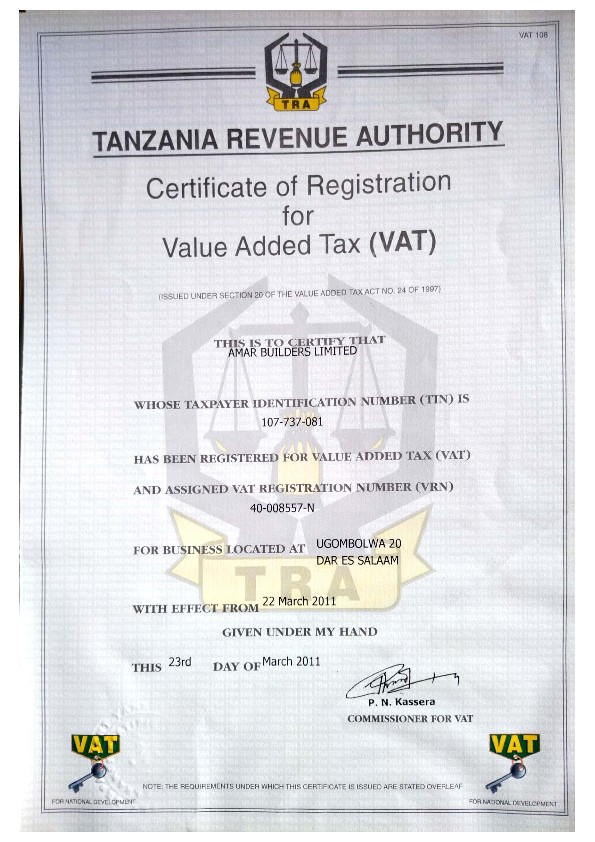 VAT 108
TRA
TANZANIA REVENUE AUTHORITY
Certificate of Registration
for
Value Added Tax (VAT)
(ISSUED UNDER SECTION 20 OF THE VALUE ADDED TAX ACT NO. 24 OF 1997)
THIS IS TO CERTIFY THAT
AMAR BUILDERS LIMITED
WHOSE TAXPAYER IDENTIFICATION NUMBER (TIN) IS
107-737-081
HAS BEEN REGISTERED FOR VALUE ADDED TAX (VAT)
AND ASSIGNED VAT REGISTRATION NUMBER (VRN)
40-008557-N
FOR BUSINESS LOCATED AT UGOMBOLWA 20
DAR ES SALAAM
TRA
WITH EFFECT FROM 22 March 2011
GIVEN UNDER MY HAND
THIS 23rd DAY OF March 2011
P. N. Kassera
COMMISSIONER FOR VAT
VAT VAT
NOTE: THE REQUIREMENTS UNDER WHICH THIS CERTIFICATE IS ISSUED ARE STATED OVERLEAF
FOR NATIONAL DEVELOPMENT FOR NATIONAL DEVELOPMENT